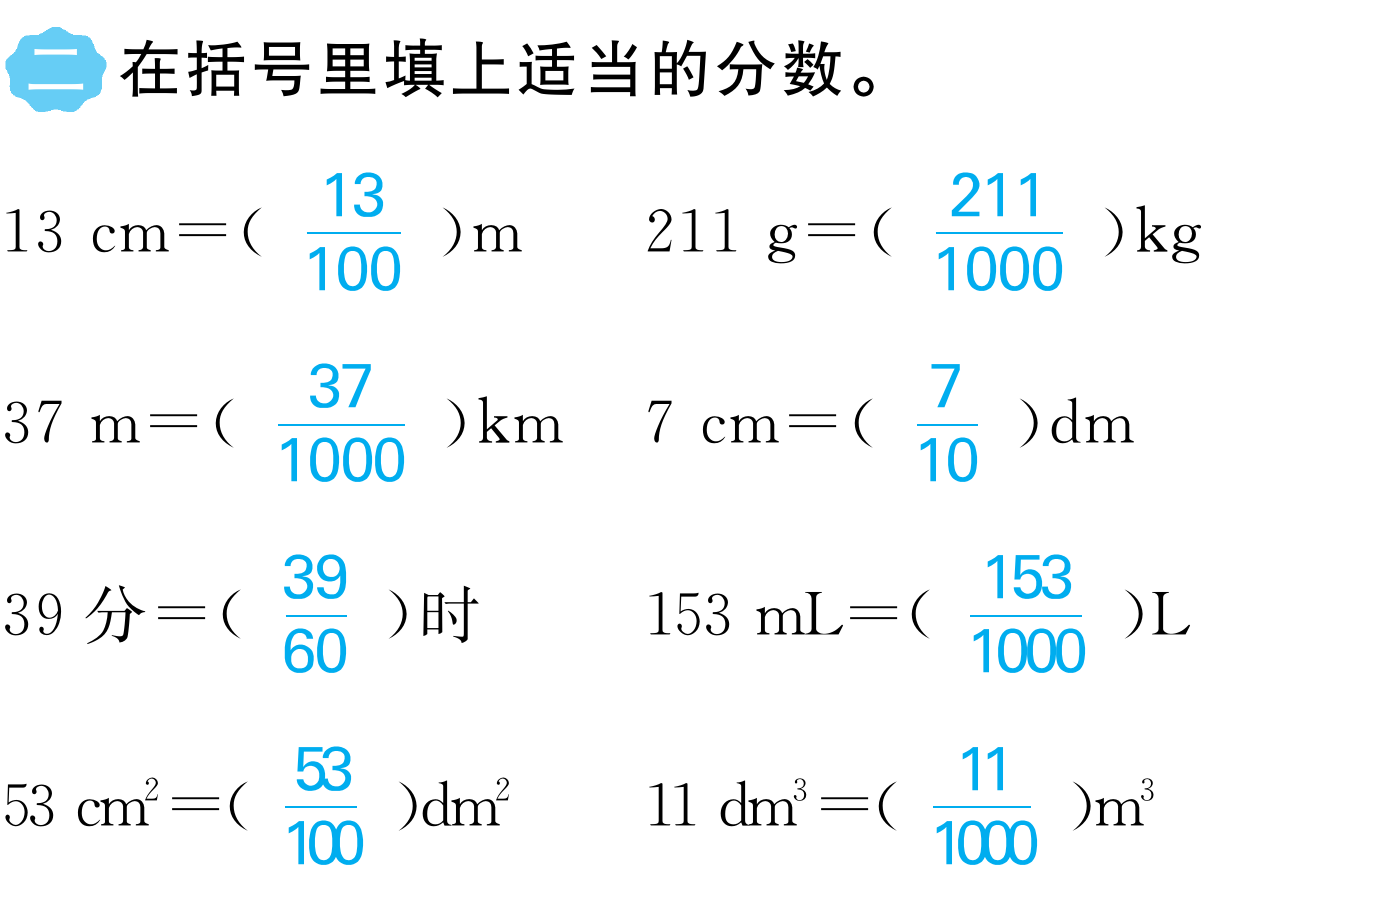 二 在括号里填上适当的分数。
13 cm＝( 13/100 )m 211 g＝( 211/1000 )kg
37 m＝( 37/1000 )km 7 cm＝( 7/10 )dm
39 分＝( 39/60 )时 153 mL＝( 153/1000 )L
53 cm²＝( 53/100 )dm² 11 dm³＝( 11/1000 )m³